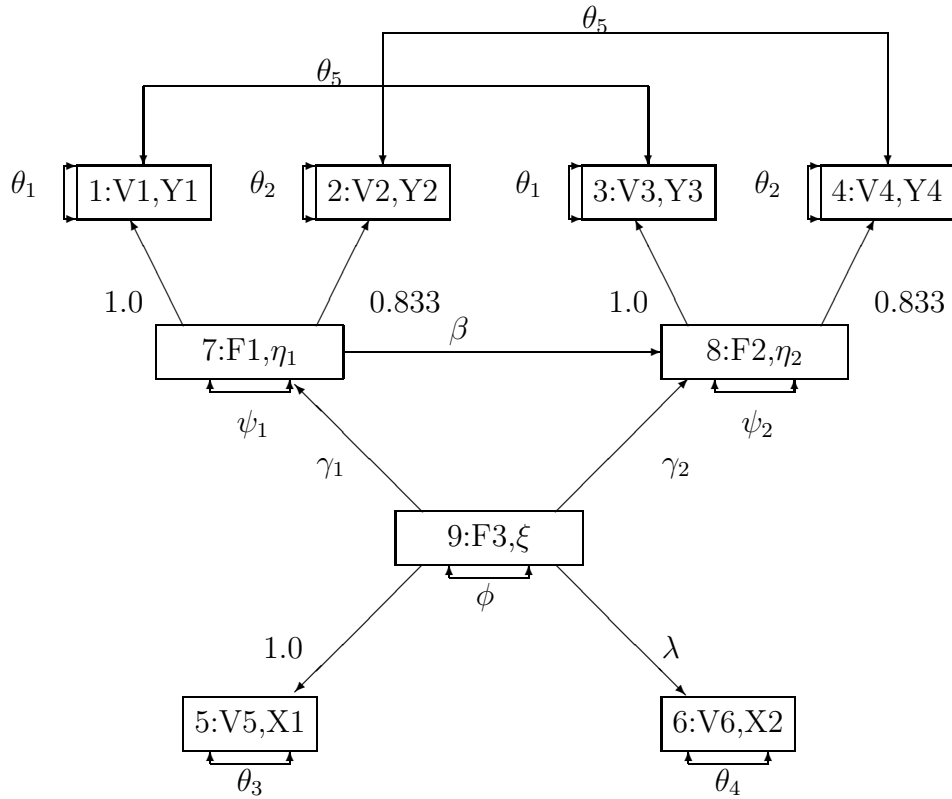 θ5
θ5
θ1 1:V1,Y1 θ2 2:V2,Y2 θ1 3:V3,Y3 θ2 4:V4,Y4
1.0 0.833 1.0 0.833
7:F1,η1 β 8:F2,η2
ψ1 ψ2
γ1 γ2
9:F3,ξ
ϕ
1.0 λ
5:V5,X1 6:V6,X2
θ3 θ4